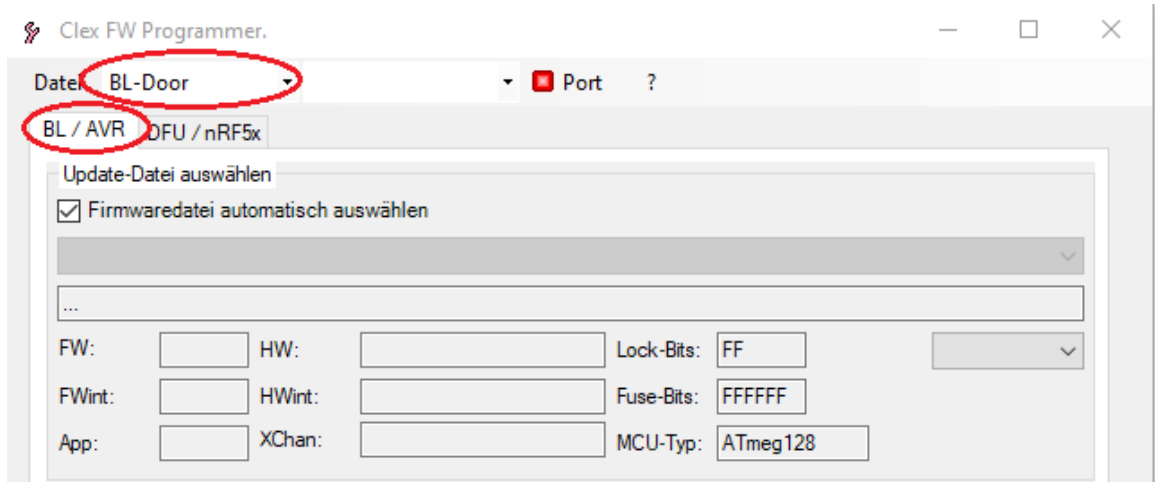 Clex FW Programmer.
Datei BL-Door Port ?
BL / AVR DFU / nRF5x
Update-Datei auswählen
Firmwaredatei automatisch auswählen
...
FW: HW: Lock-Bits: FF
FWint: HWint: Fuse-Bits: FFFFFF
App: XChan: MCU-Typ: ATmeg128